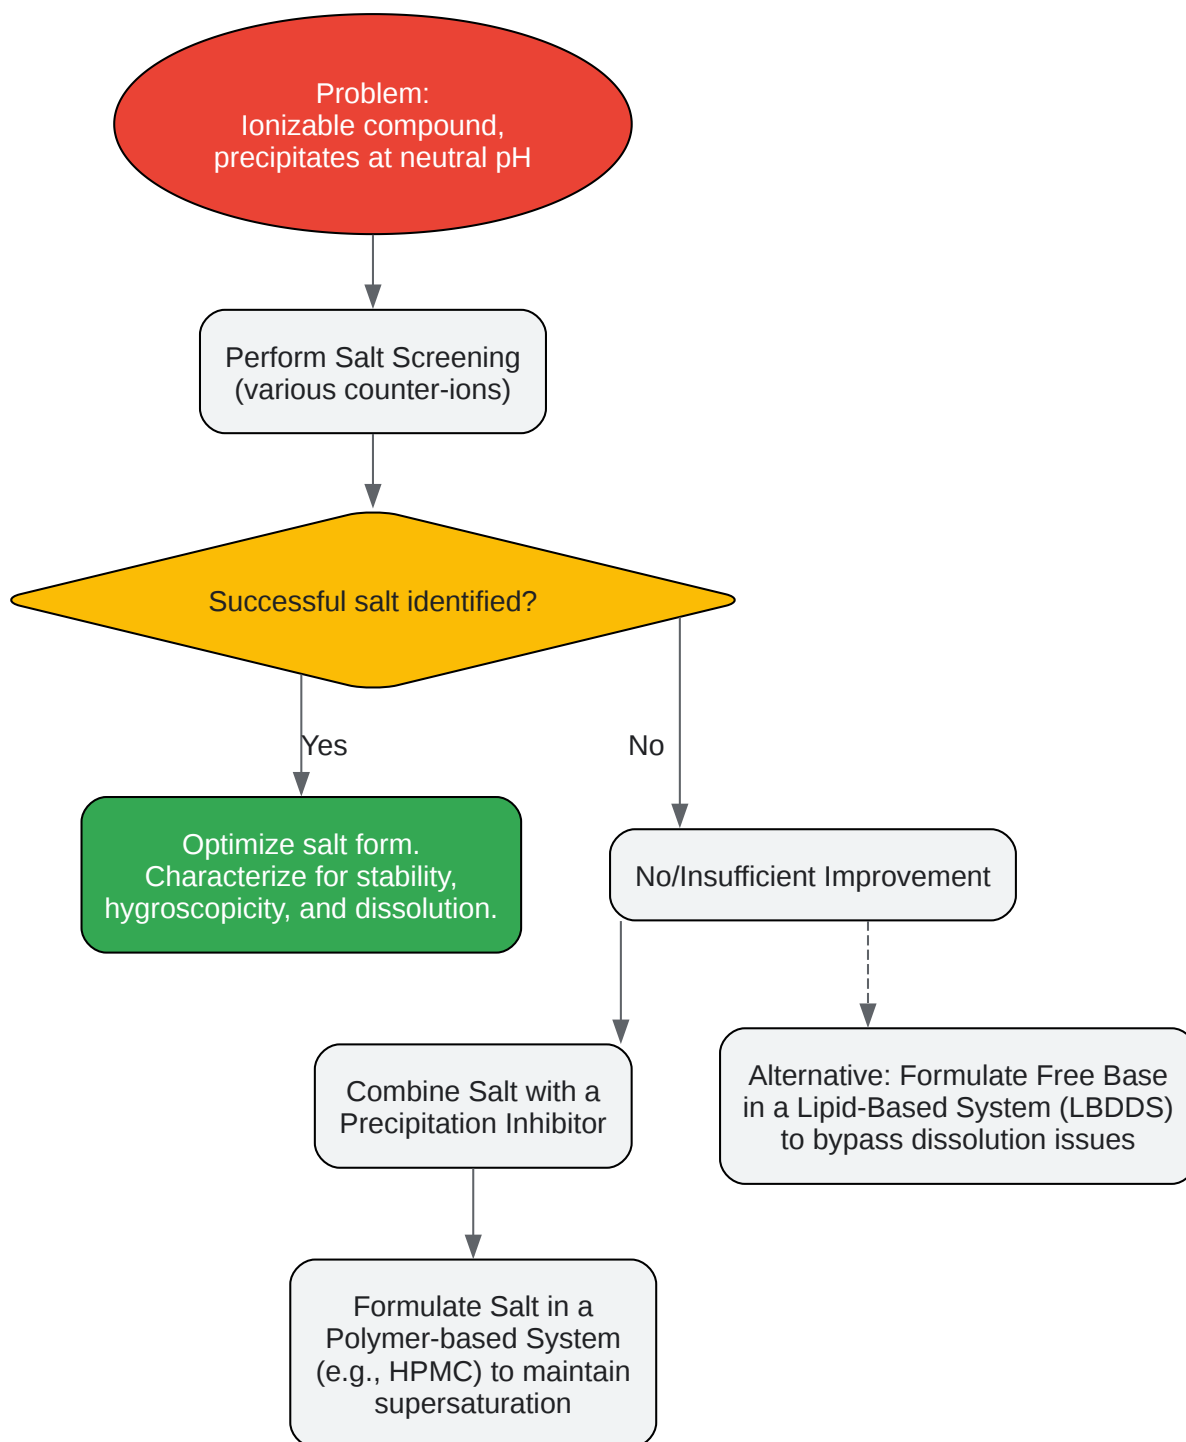 Problem:
Ionizable compound,
precipitates at neutral pH
Perform Salt Screening
(various counter-ions)
Successful salt identified?
Yes
No
Optimize salt form.
Characterize for stability,
hygroscopicity, and dissolution.
No/Insufficient Improvement
Combine Salt with a
Precipitation Inhibitor
Alternative: Formulate Free Base
in a Lipid-Based System (LBDDS)
to bypass dissolution issues
Formulate Salt in a
Polymer-based System
(e.g., HPMC) to maintain
supersaturation